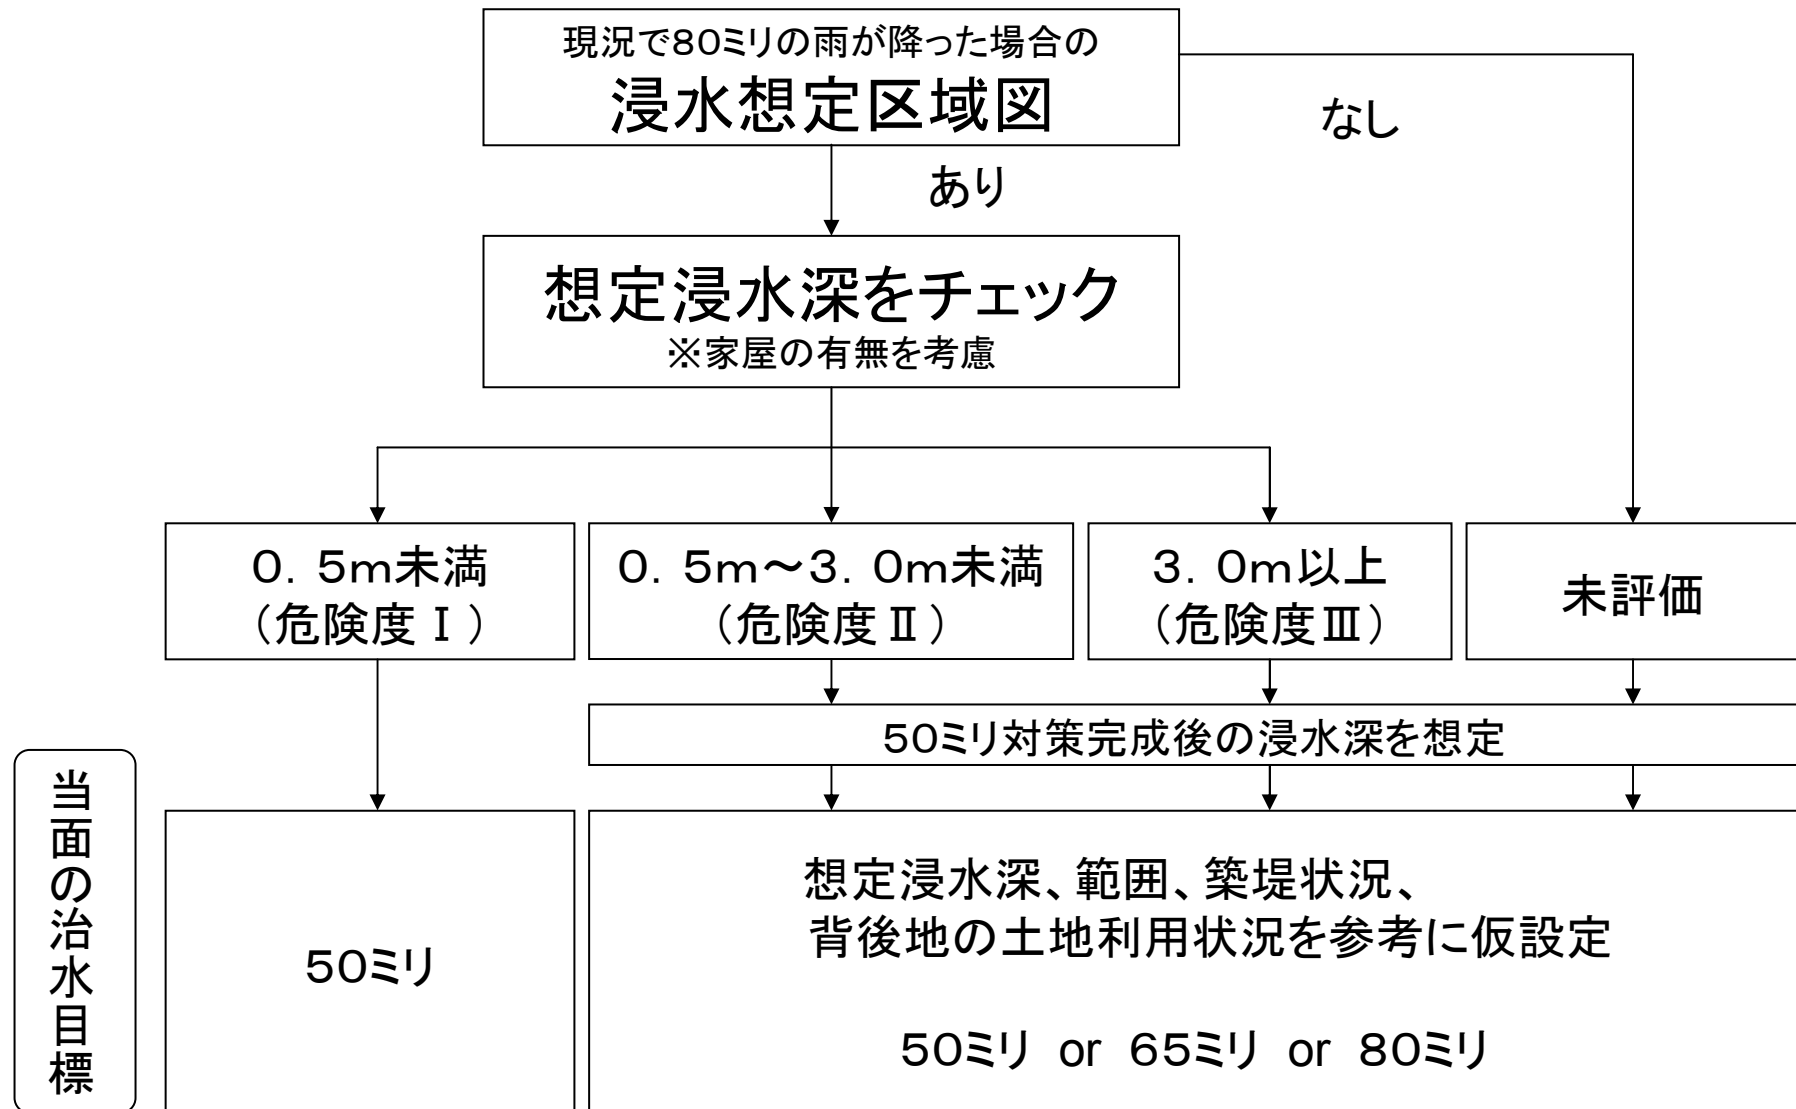 現況で80ミリの雨が降った場合の
浸水想定区域図
なし
あり
想定浸水深をチェック
※家屋の有無を考慮
0．5m未満
（危険度Ⅰ）
0．5m～3．0m未満
（危険度Ⅱ）
3．0m以上
（危険度Ⅲ）
未評価
50ミリ対策完成後の浸水深を想定
当面の治水目標
50ミリ
想定浸水深、範囲、築堤状況、
背後地の土地利用状況を参考に仮設定
50ミリ or 65ミリ or 80ミリ